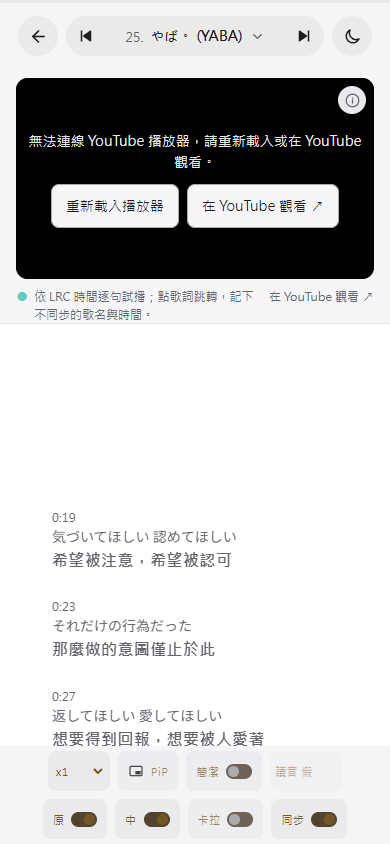 25. やば。 (YABA)
無法連線 YouTube 播放器，請重新載入或在 YouTube
觀看。
重新載入播放器
在 YouTube 觀看 ↗
依 LRC 時間逐句試播；點歌詞跳轉，記下
不同步的歌名與時間。
在 YouTube 觀看 ↗
0:19
気づいてほしい 認めてほしい
希望被注意，希望被認可
0:23
それだけの行為だった
那麼做的意圖僅止於此
0:27
返してほしい 愛してほしい
想要得到回報，想要被人愛著
x1
PiP
簡潔
讀音 假
原
中
卡拉
同步